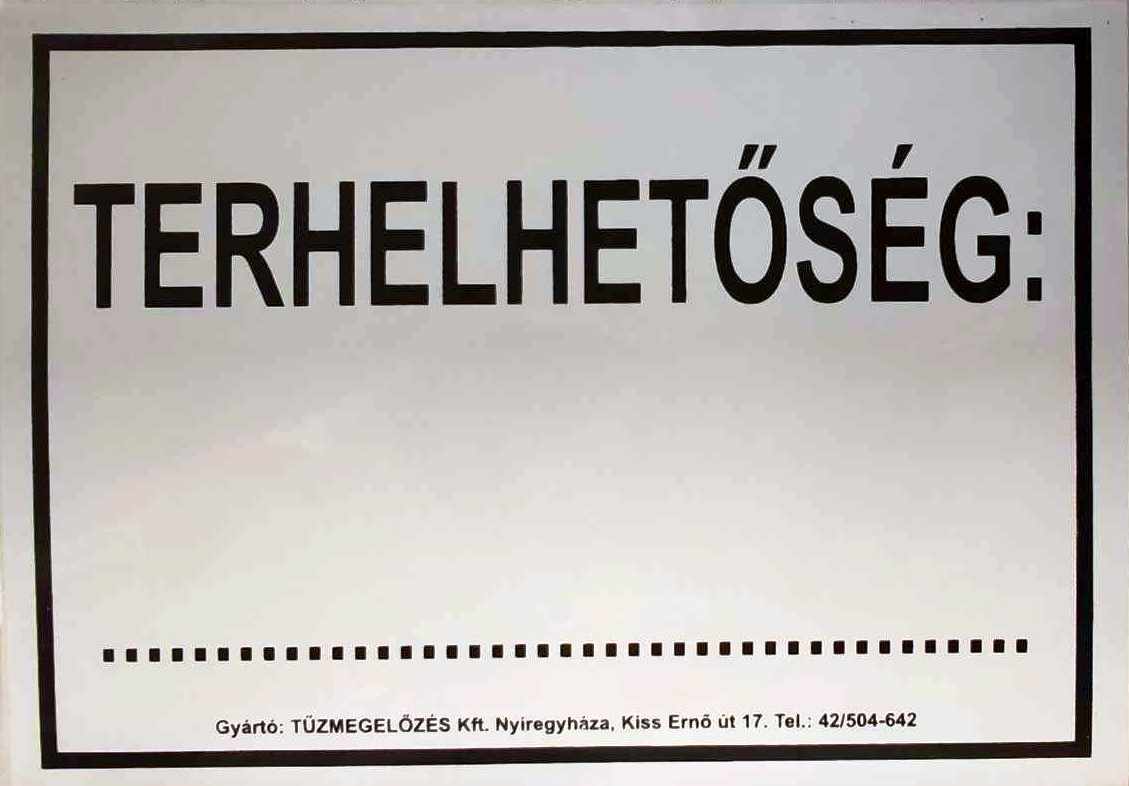 TERHELHETŐSÉG:
.........................................
Gyártó: TŰZMEGELŐZÉS Kft. Nyíregyháza, Kiss Ernő út 17. Tel.: 42/504-642